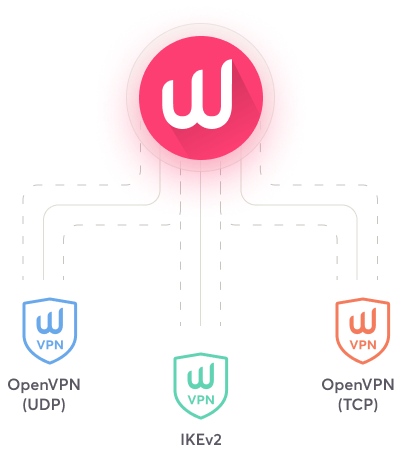 W
W
VPN
OpenVPN
(UDP)
W
VPN
IKEv2
W
VPN
OpenVPN
(TCP)